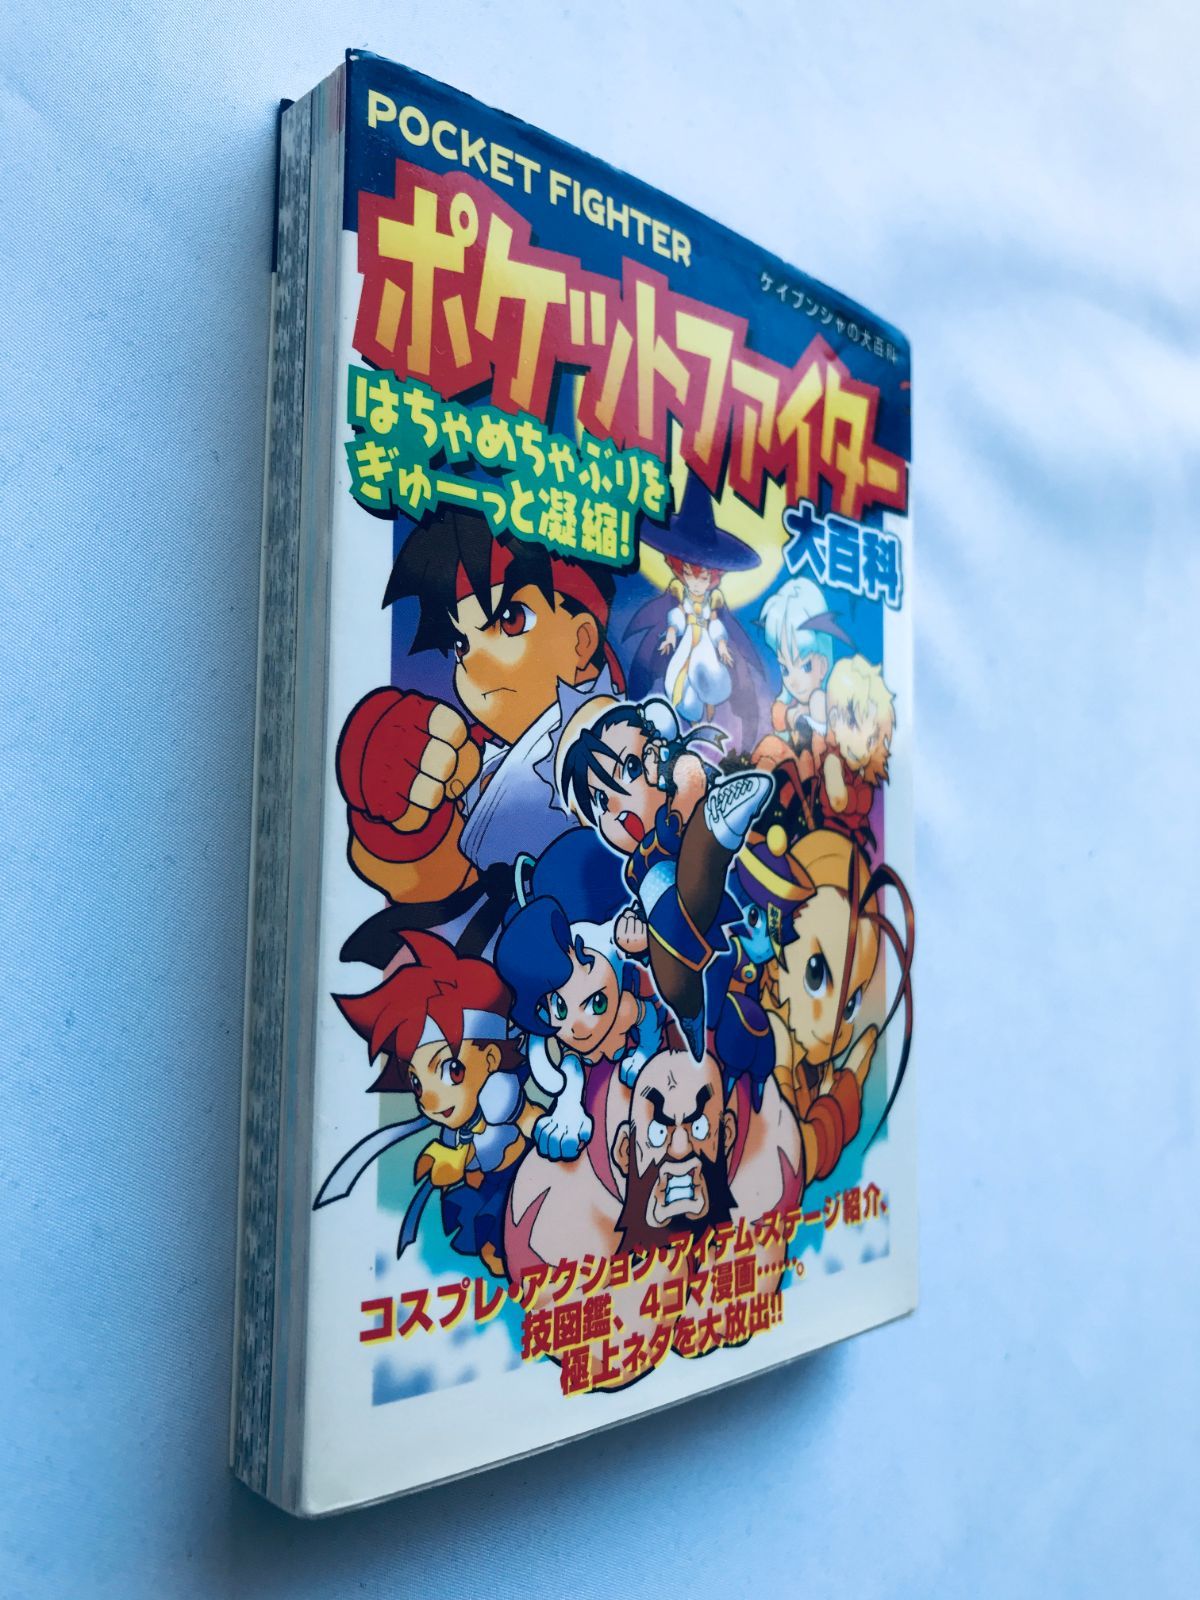 POCKET FIGHTER
ケイブンシャの大百科
ポケットファイター
はちゃめちゃぶりを
ぎゅーっと凝縮!
大百科
コスプレ・アクション・アイテム・ステージ紹介、
技図鑑、4コマ漫画……。
極上ネタを大放出!!